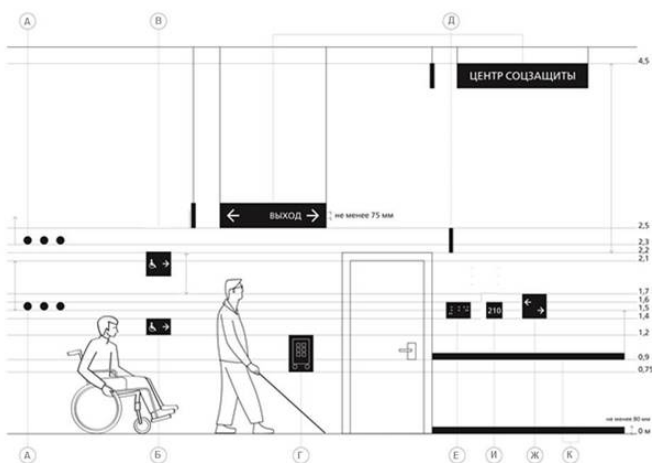 А В Д
4,5
ЦЕНТР СОЦЗАЩИТЫ
ВЫХОД
не менее 75 мм
2,5
2,3
2,2
2,1
1,7
1,6
1,5
1,4
210
1,2
0,9
0,75
не менее 80 мм
0 м
А Б Г Е И Ж К